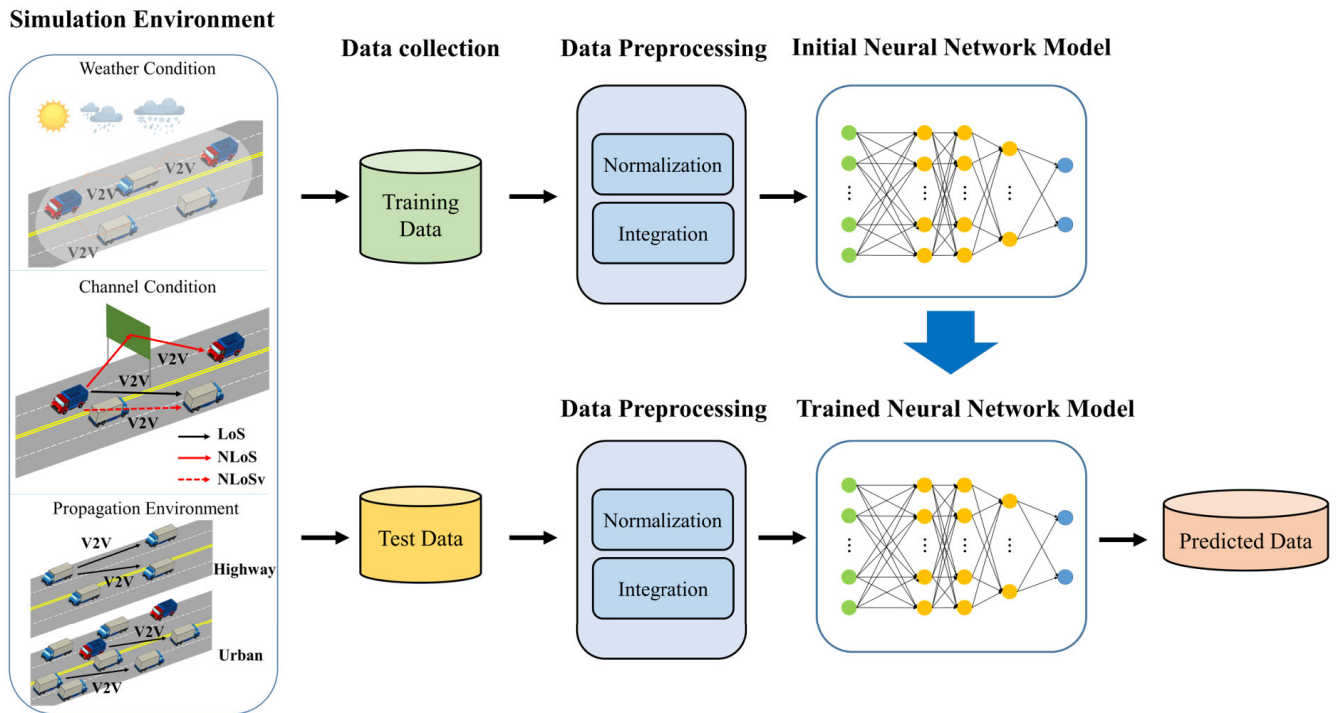 Simulation Environment
Data collection
Data Preprocessing
Initial Neural Network Model
Weather Condition
V2V
V2V
V2V
Normalization
Integration
Training
Data
Channel Condition
V2V
V2V
V2V
LoS
NLoS
NLoSv
Data Preprocessing
Trained Neural Network Model
Propagation Environment
V2V
V2V
Highway
V2V
Urban
V2V
Test Data
Normalization
Integration
Predicted Data